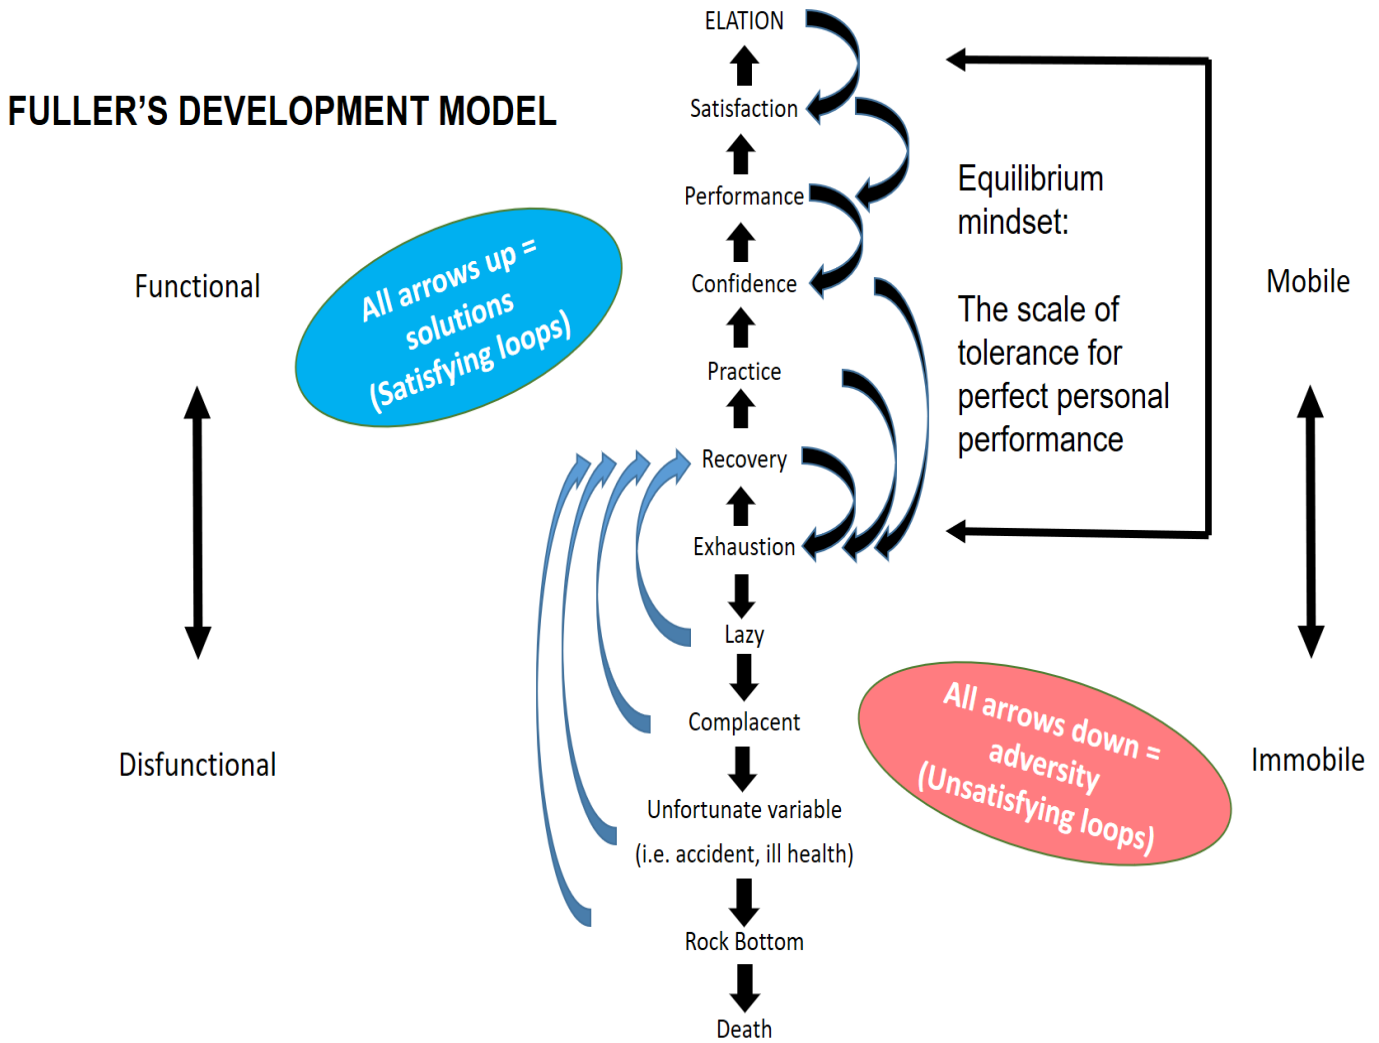 FULLER'S DEVELOPMENT MODEL
ELATION
Satisfaction
Performance
Confidence
Practice
Recovery
Exhaustion
Lazy
Complacent
Unfortunate variable
(i.e. accident, ill health)
Rock Bottom
Death
Functional
Disfunctional
All arrows up =
solutions
(Satisfying loops)
Equilibrium
mindset:
The scale of
tolerance for
perfect personal
performance
Mobile
Immobile
All arrows down =
adversity
(Unsatisfying loops)